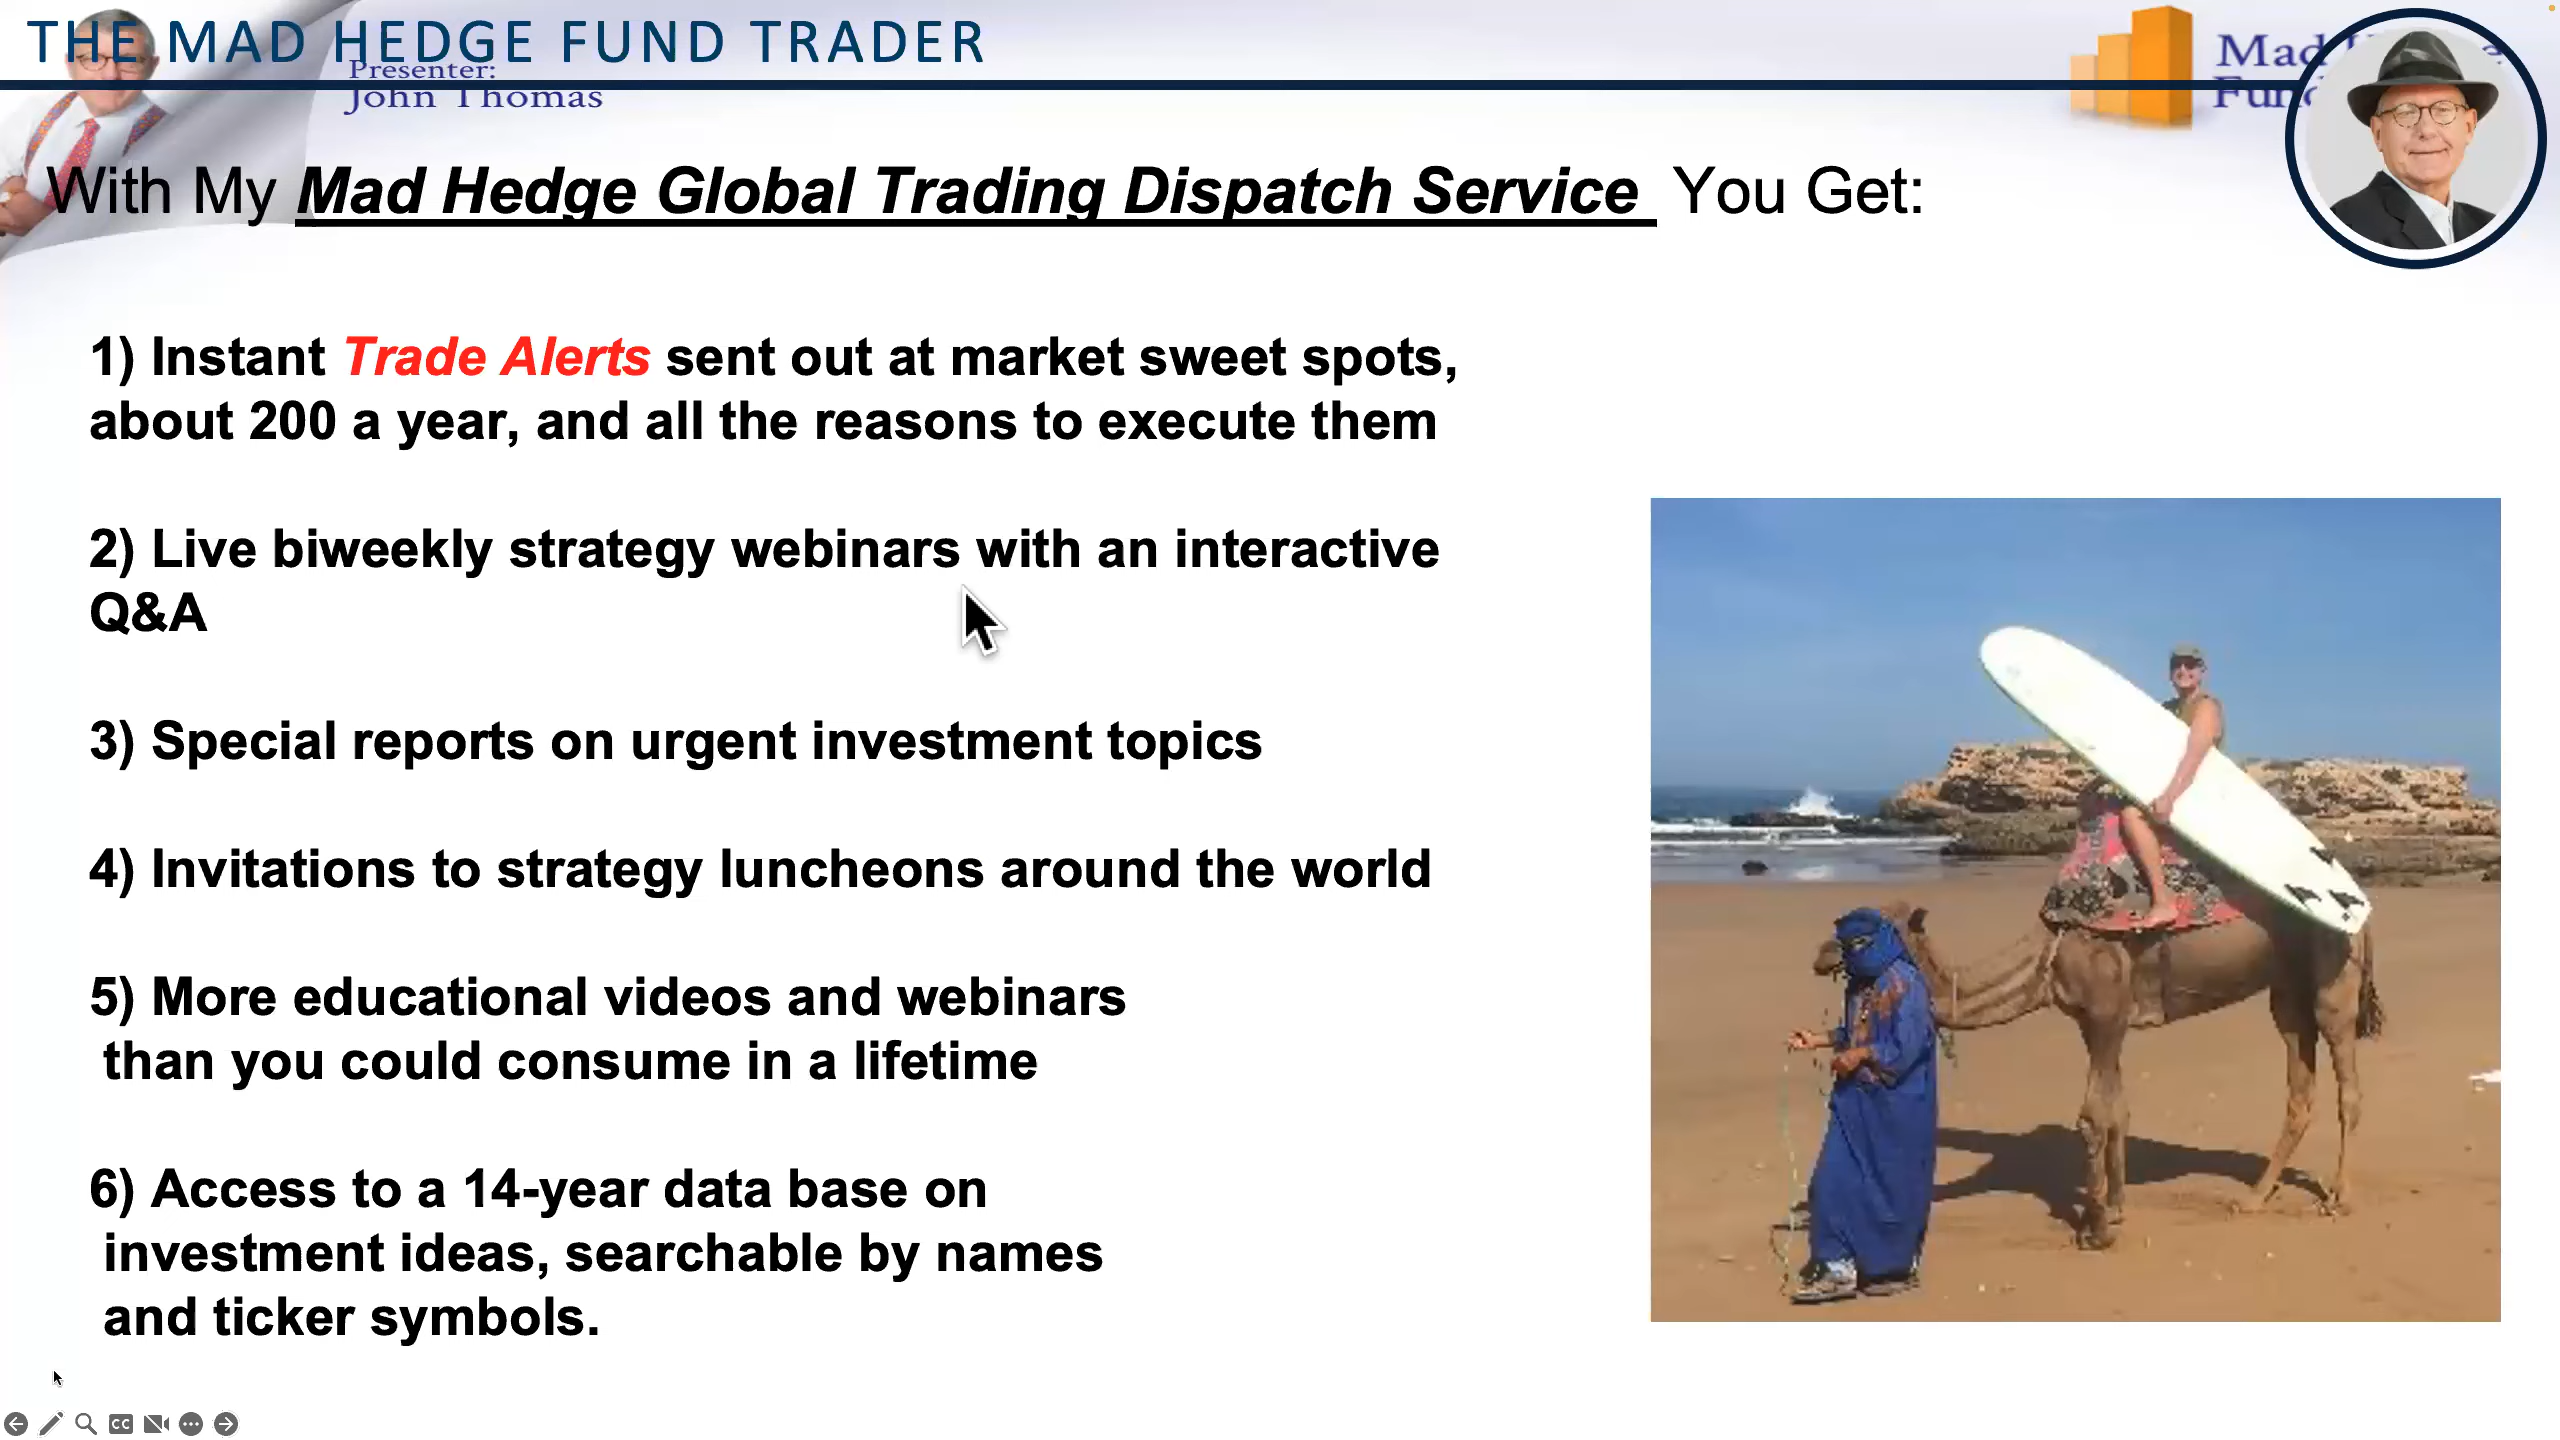 THE MAD HEDGE FUND TRADER
Presenter:
John Thomas
Mad
With My Mad Hedge Global Trading Dispatch Service You Get:
1) Instant Trade Alerts sent out at market sweet spots,
about 200 a year, and all the reasons to execute them
2) Live biweekly strategy webinars with an interactive
Q&A
3) Special reports on urgent investment topics
4) Invitations to strategy luncheons around the world
5) More educational videos and webinars
than you could consume in a lifetime
6) Access to a 14-year data base on
investment ideas, searchable by names
and ticker symbols.
CC